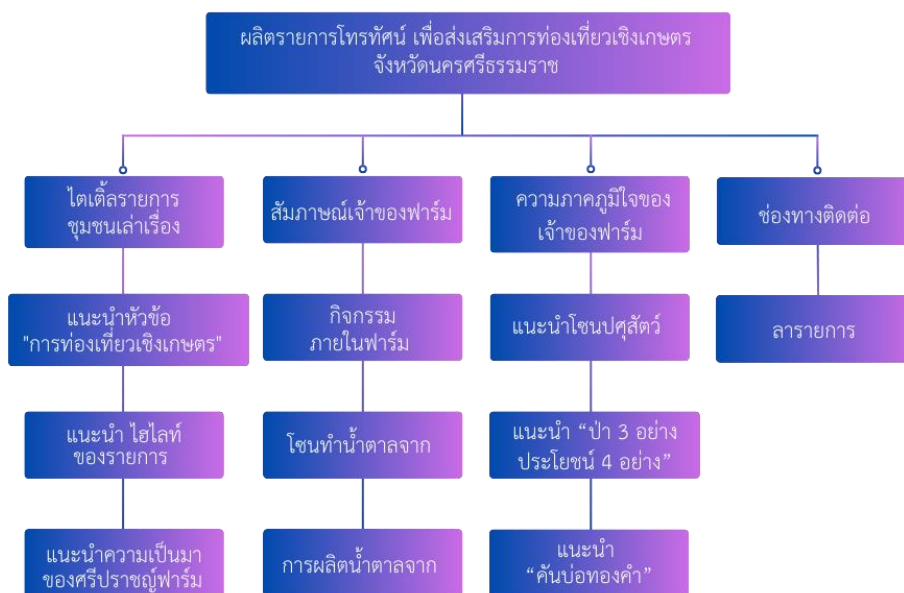 ผลิตรายการโทรทัศน์ เพื่อส่งเสริมการท่องเที่ยวเชิงเกษตร
จังหวัดนครศรีธรรมราช
ไตเติ้ลรายการ
ชุมชนเล่าเรื่อง
แนะนำหัวข้อ
"การท่องเที่ยวเชิงเกษตร"
แนะนำ ไฮไลท์
ของรายการ
แนะนำความเป็นมา
ของศรีปราชญ์ฟาร์ม
สัมภาษณ์เจ้าของฟาร์ม
กิจกรรม
ภายในฟาร์ม
โซนทำน้ำตาลจาก
การผลิตน้ำตาลจาก
ความภาคภูมิใจของ
เจ้าของฟาร์ม
แนะนำโซนปศุสัตว์
แนะนำ “ป่า 3 อย่าง
ประโยชน์ 4 อย่าง”
แนะนำ
“คันบ่อทองคำ”
ช่องทางติดต่อ
ลารายการ